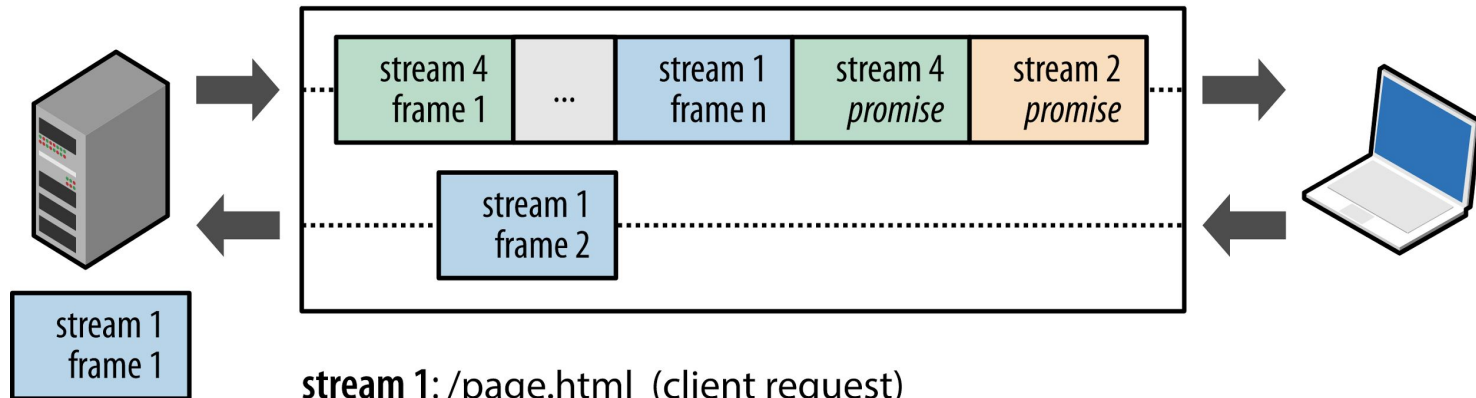 stream 4
frame 1
...
stream 1
frame n
stream 4
promise
stream 2
promise
stream 1
frame 2
stream 1
frame 1
stream 1: /page.html (client request)